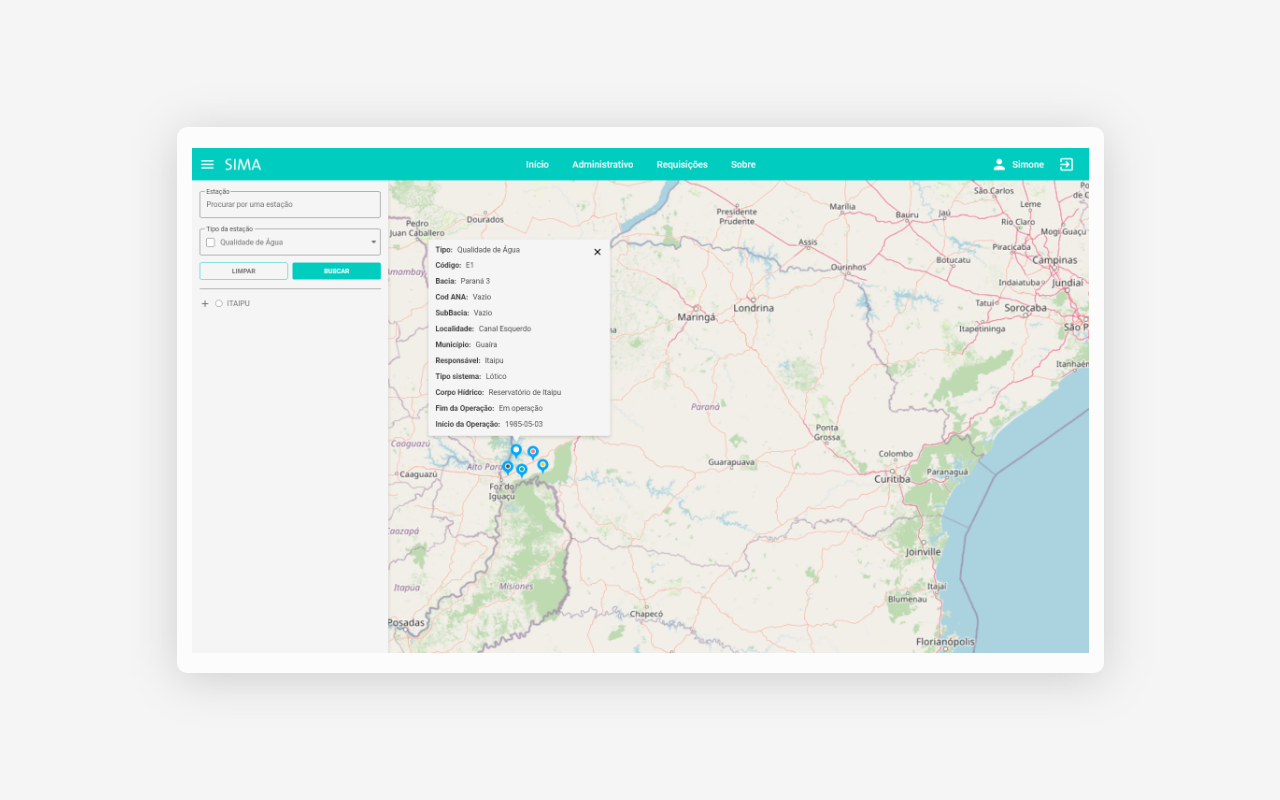 SIMA
Início Administrativo Requisições Sobre
Simone
Estação
Procurar por uma estação
Tipo da estação
Qualidade de Água
LIMPAR BUSCAR
ITAIPU
Tipo: Qualidade de Água
Código: E1
Bacia: Paraná 3
Cod ANA: Vazio
SubBacia: Vazio
Localidade: Canal Esquerdo
Município: Guaíra
Responsável: Itaipu
Tipo sistema: Lótico
Corpo Hídrico: Reservatório de Itaipu
Fim da Operação: Em operação
Início da Operação: 1985-05-03
Pedro
Juan Caballero
Dourados
Presidente
Prudente
Marília
Bauru
Jaú
São Carlos
Leme
Rio Claro
Mogi Guaçu
Piracicaba
Assis
Botucatu
Campinas
Ourinhos
Indaiatuba
Jundiaí
Tatuí
Sorocaba
Itapetininga
São P
Itanhaém
Londrina
Maringá
Paraná
Ponta
Grossa
Guarapuava
Colombo
Curitiba
Paranaguá
Caaguazú
Caaguazú
Alto Para
Foz do
Iguaçu
Caazapá
Itapúa
Misiones
Posadas
Chapecó
Joinville
Itajaí
Blumenau
Florianópolis